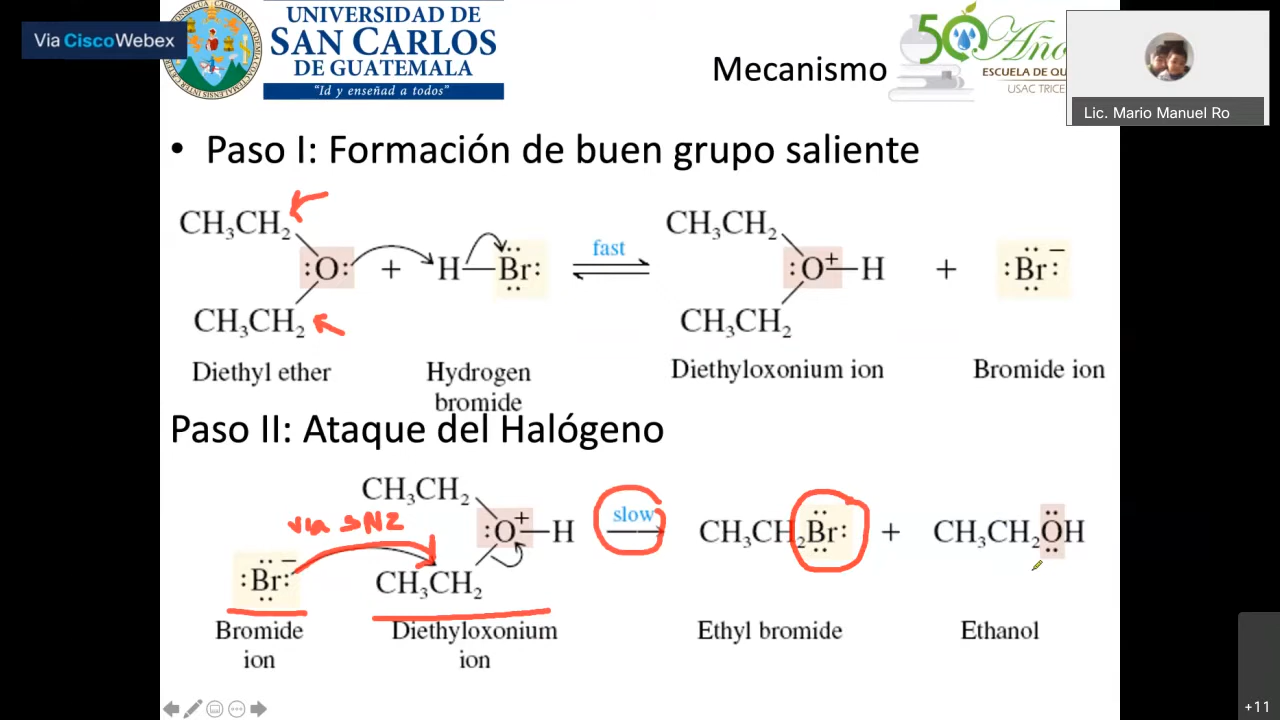 Via Cisco Webex
UNIVERSIDAD DE
SAN CARLOS
DE GUATEMALA
"Id y enseñad a todos"
Mecanismo
50 Año
ESCUELA DE QU
USAC TRICE
Lic. Mario Manuel Ro
• Paso I: Formación de buen grupo saliente
CH₃CH₂ CH₃CH₂
:O: + H—Br: fast :O⁺—H + :Br:⁻
CH₃CH₂ CH₃CH₂
Diethyl ether Hydrogen bromide Diethyloxonium ion Bromide ion
Paso II: Ataque del Halógeno
CH₃CH₂
via SN2 :O⁺—H slow CH₃CH₂Br: + CH₃CH₂OH
:Br:⁻ CH₃CH₂
Bromide ion Diethyloxonium ion Ethyl bromide Ethanol
+11